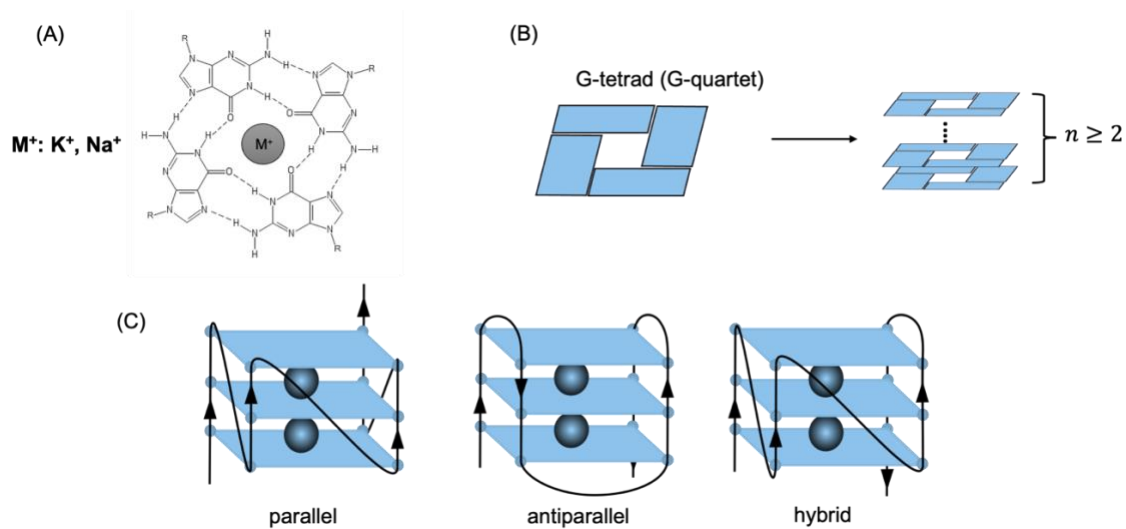 (A)
M⁺: K⁺, Na⁺
H
R
N
N
N
H
H
N
N
R
N
H
O
O
N
N
H
H
N
N
N
H
H
N
M⁺
H
N
H
N
N
O
O
H
N
N
H
N
R
N
H
N
N
N
H
R
(B)
G-tetrad (G-quartet)
n ≥ 2
(C)
parallel
antiparallel
hybrid